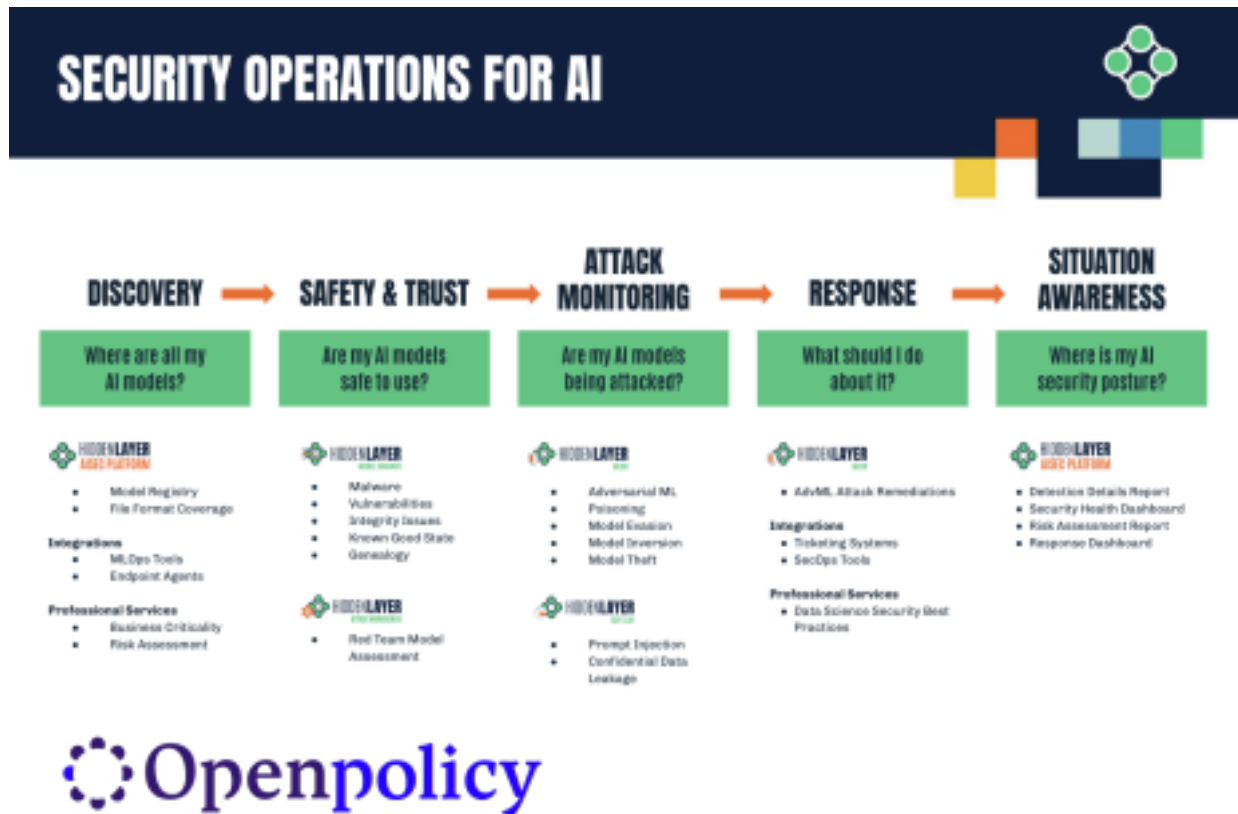 SECURITY OPERATIONS FOR AI
DISCOVERY
Where are all my
AI models?
HIDDENLAYER
AISEC PLATFORM
Model Registry
File Format Coverage
Integrations
MLOps Tools
Endpoint Agents
Professional Services
Business Criticality
Risk Assessment
SAFETY & TRUST
Are my AI models
safe to use?
HIDDENLAYER
Malware
Vulnerabilities
Integrity Issues
Known Good State
Genealogy
HIDDENLAYER
Red Team Model
Assessment
ATTACK
MONITORING
Are my AI models
being attacked?
HIDDENLAYER
Adversarial ML
Poisoning
Model Evasion
Model Inversion
Model Theft
HIDDENLAYER
Prompt Injection
Confidential Data
Leakage
RESPONSE
What should I do
about it?
HIDDENLAYER
AdvML Attack Remediations
Integrations
Ticketing Systems
SecOps Tools
Professional Services
Data Science Security Best
Practices
SITUATION
AWARENESS
Where is my AI
security posture?
HIDDENLAYER
AISEC PLATFORM
Detection Details Report
Security Health Dashboard
Risk Assessment Report
Response Dashboard
Openpolicy